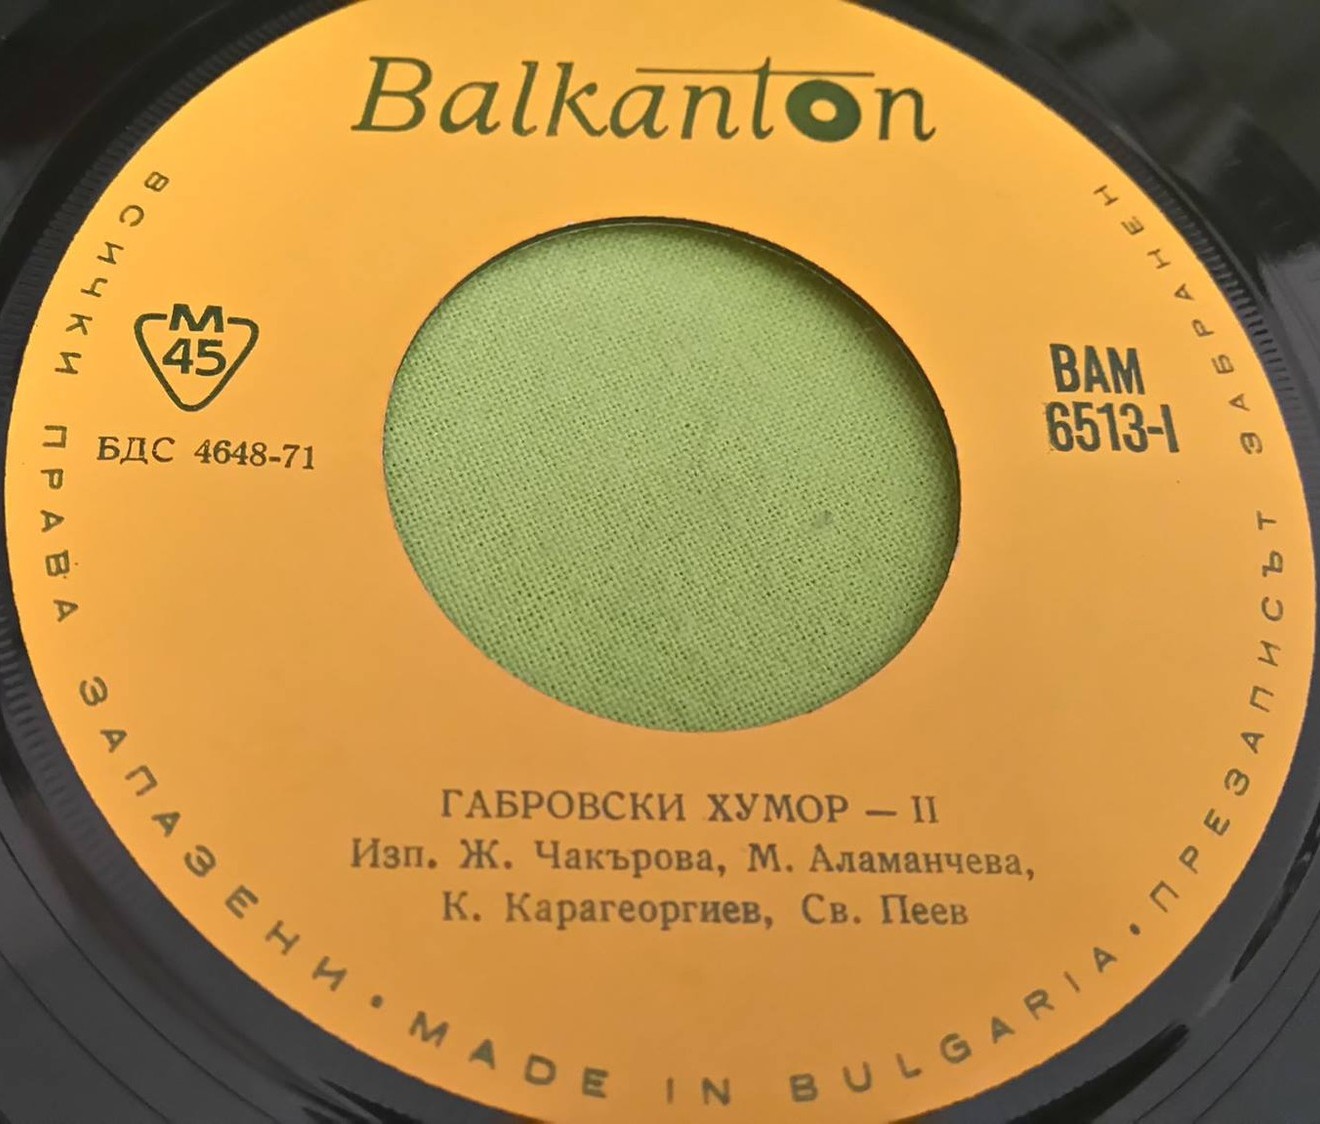 Balkanton
M
45
БДС 4648-71
ВАМ
6513-I
ГАБРОВСКИ ХУМОР — II
Изп. Ж. Чакърова, М. Аламанчева,
К. Карагеоргиев, Св. Пеев
ВСИЧКИ ПРАВА ЗАПАЗЕНИ • MADE IN BULGARIA • ПРЕЗАПИСЪТ ЗАБРАНЕН